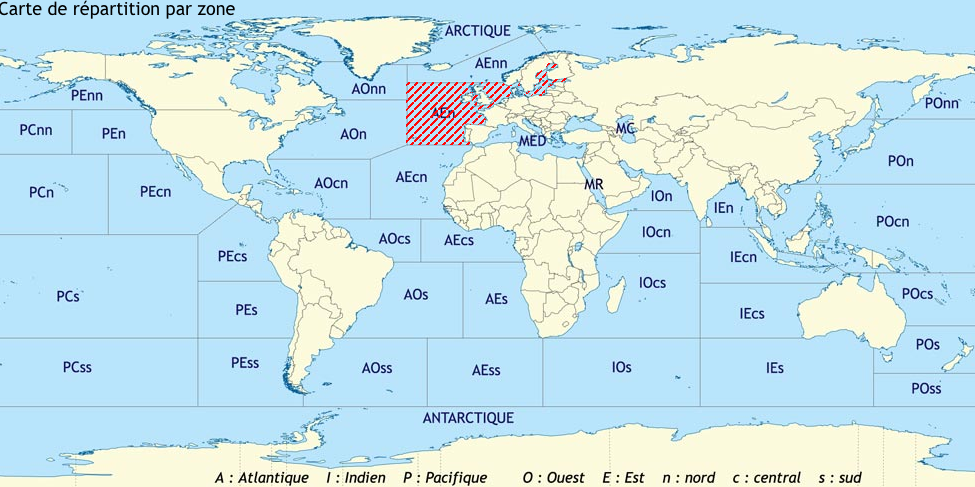 Carte de répartition par zone
ARCTIQUE
AEnn
AOnn
PEnn
POnn
PCnn
PEn
AOn
AEn
MC
MED
POn
PCn
PEcn
AOcn
AEcn
MR
IOn
IEn
POcn
AOcs
AEcs
IOcn
PEcs
IEcn
PCs
AOs
AEs
IOcs
POcs
PEs
IEcs
POs
PCss
PEss
AOss
AEss
IOs
IEs
POss
ANTARCTIQUE
A : Atlantique I : Indien P : Pacifique O : Ouest E : Est n : nord c : central s : sud